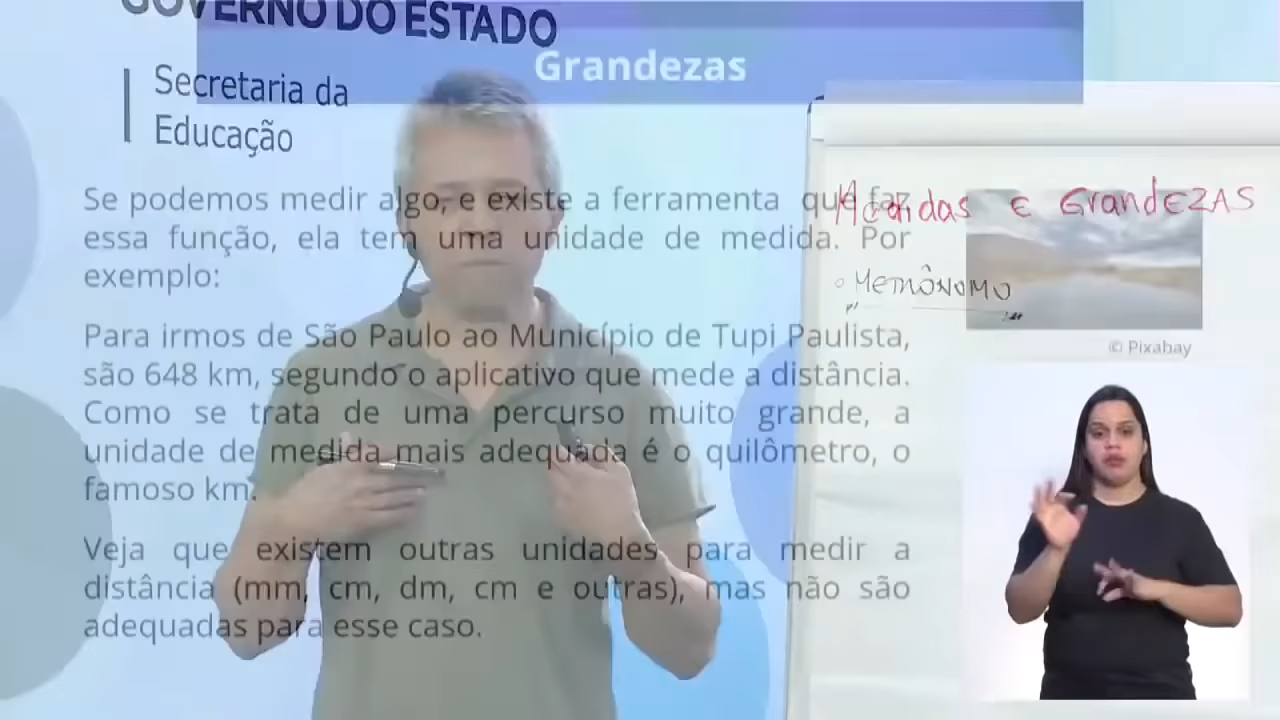 GOVERNO DO ESTADO
Secretaria da
Educação
Grandezas
Se podemos medir algo, e existe a ferramenta que faz
essa função, ela tem uma unidade de medida. Por
exemplo:
Para irmos de São Paulo ao Município de Tupi Paulista,
são 648 km, segundo o aplicativo que mede a distância.
Como se trata de uma percurso muito grande, a
unidade de medida mais adequada é o quilômetro, o
famoso km.
Veja que existem outras unidades para medir a
distância (mm, cm, dm, cm e outras), mas não são
adequadas para esse caso.
Medidas e GrandEZAS
METRÔNOMO
© Pixabay